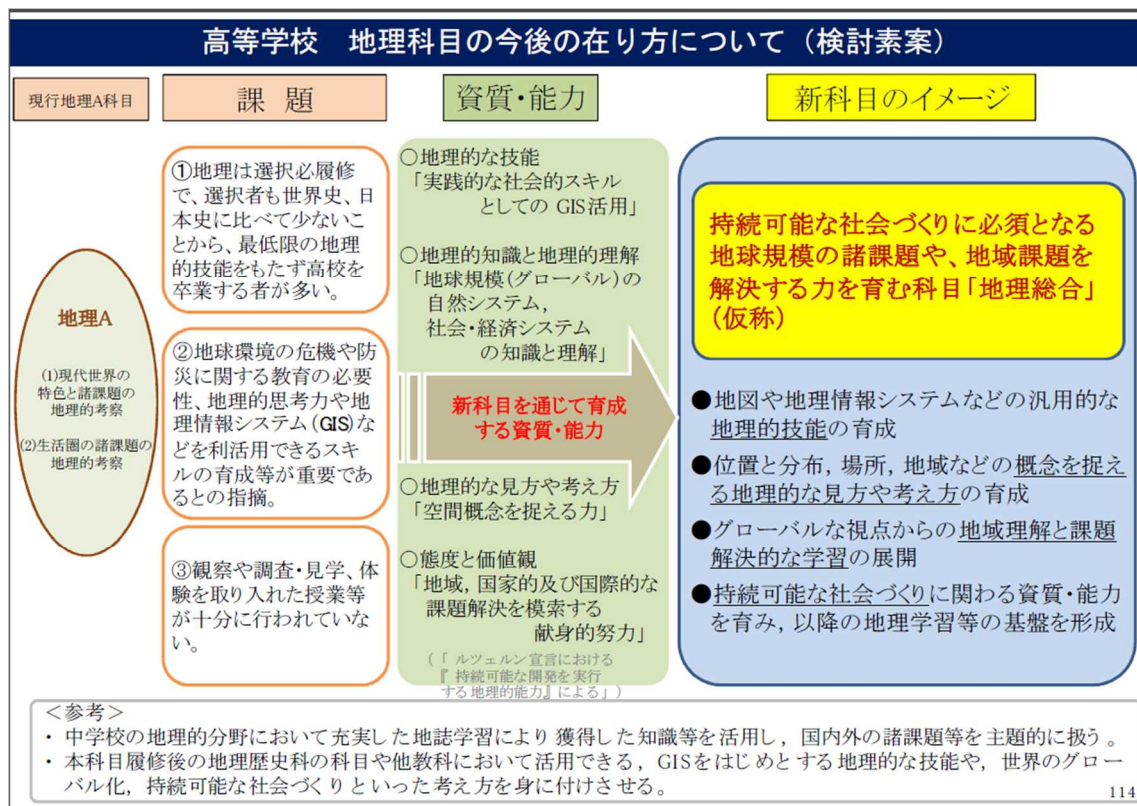 高等学校　地理科目の今後の在り方について（検討素案）
現行地理A科目
課 題
資質・能力
新科目のイメージ
地理A
(1)現代世界の
特色と諸課題の
地理的考察
(2)生活圏の諸課題の
地理的考察
①地理は選択必履修
で、選択者も世界史、日
本史に比べて少ないこ
とから、最低限の地理
的技能をもたず高校を
卒業する者が多い。
②地球環境の危機や防
災に関する教育の必要
性、地理的思考力や地
理情報システム(GIS)な
どを利活用できるスキ
ルの育成等が重要であ
るとの指摘。
③観察や調査・見学、体
験を取り入れた授業等
が十分に行われていな
い。
○地理的な技能
「実践的な社会的スキル
としての GIS活用」
○地理的知識と地理的理解
「地球規模(グローバル)の
自然システム,
社会・経済システム
の知識と理解」
新科目を通じて育成
する資質・能力
○地理的な見方や考え方
「空間概念を捉える力」
○態度と価値観
「地域, 国家的及び国際的な
課題解決を模索する
献身的努力」
(「 ルツェルン宣言における
『 持続可能な開発を実行
する地理的能力』による」)
持続可能な社会づくりに必須となる
地球規模の諸課題や、地域課題を
解決する力を育む科目「地理総合」
(仮称)
●地図や地理情報システムなどの汎用的な
地理的技能の育成
●位置と分布, 場所, 地域などの概念を捉え
る地理的な見方や考え方の育成
●グローバルな視点からの地域理解と課題
解決的な学習の展開
●持続可能な社会づくりに関わる資質・能力
を育み, 以降の地理学習等の基盤を形成
＜参考＞
・ 中学校の地理的分野において充実した地誌学習により獲得した知識等を活用し, 国内外の諸課題等を主題的に扱う。
・ 本科目履修後の地理歴史科の科目や他教科において活用できる, GISをはじめとする地理的な技能や, 世界のグロー
バル化, 持続可能な社会づくりといった考え方を身に付けさせる。
114